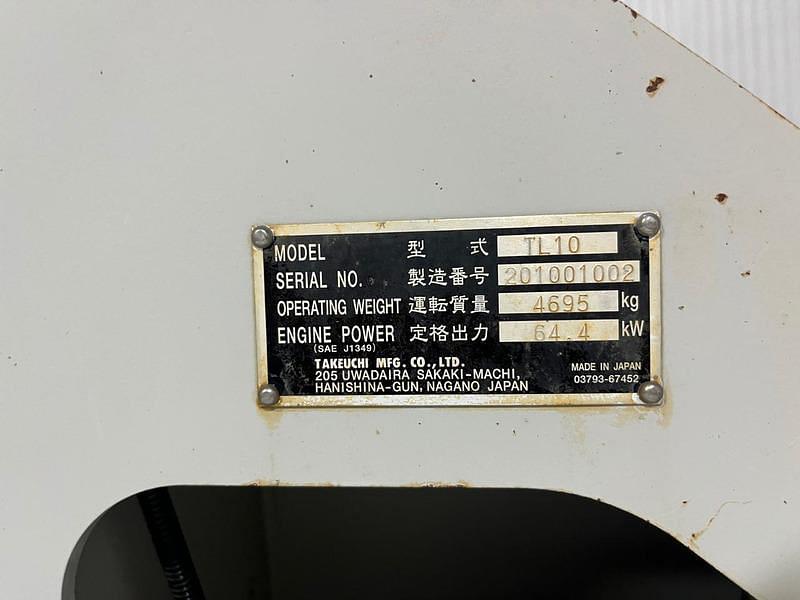 MODEL 型式 TL10
SERIAL NO. 製造番号 201001002
OPERATING WEIGHT 運転質量 4695 kg
ENGINE POWER 定格出力 64.4 kW
(SAE J1349)
TAKEUCHI MFG. CO., LTD.
205 UWADAIRA SAKAKI-MACHI,
HANISHINA-GUN, NAGANO JAPAN
MADE IN JAPAN
03793-67452